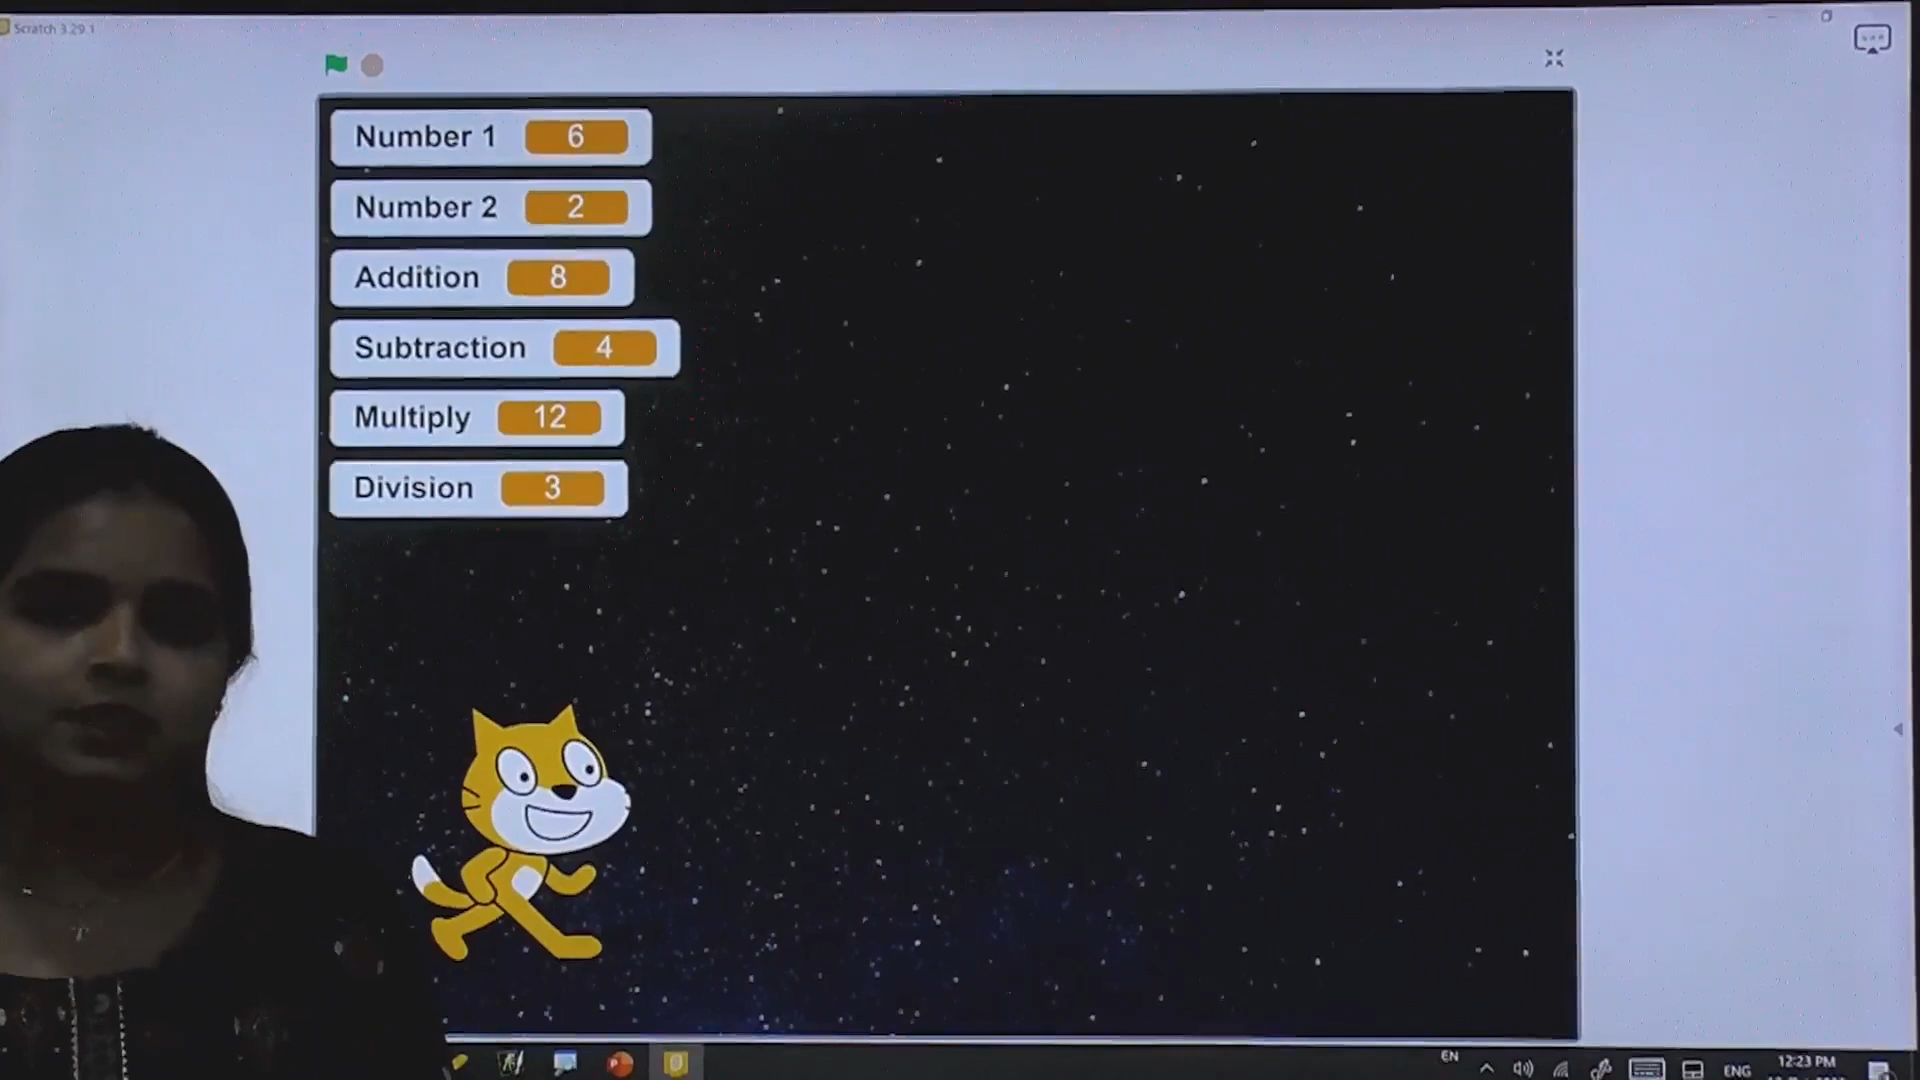 Scratch 3.29.1
Number 1 6
Number 2 2
Addition 8
Subtraction 4
Multiply 12
Division 3
EN
ENG
12:23 PM